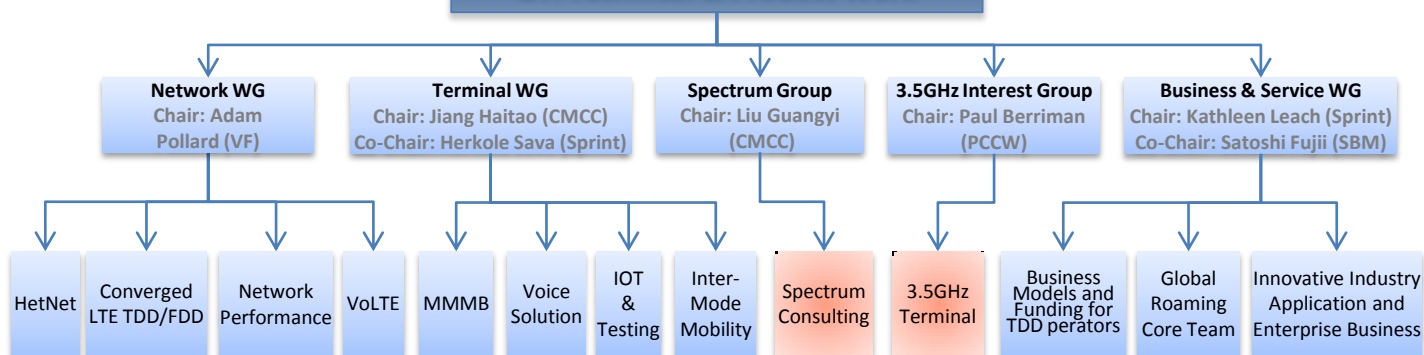 Network WG
Chair: Adam
Pollard (VF)
Terminal WG
Chair: Jiang Haitao (CMCC)
Co-Chair: Herkole Sava (Sprint)
Spectrum Group
Chair: Liu Guangyi
(CMCC)
3.5GHz Interest Group
Chair: Paul Berriman
(PCCW)
Business & Service WG
Chair: Kathleen Leach (Sprint)
Co-Chair: Satoshi Fujii (SBM)
HetNet
Converged
LTE TDD/FDD
Network
Performance
VoLTE
MMMB
Voice
Solution
IOT
&
Testing
Inter-
Mode
Mobility
Spectrum
Consulting
3.5GHz
Terminal
Business
Models and
Funding for
TDD perators
Global
Roaming
Core Team
Innovative Industry
Application and
Enterprise Business